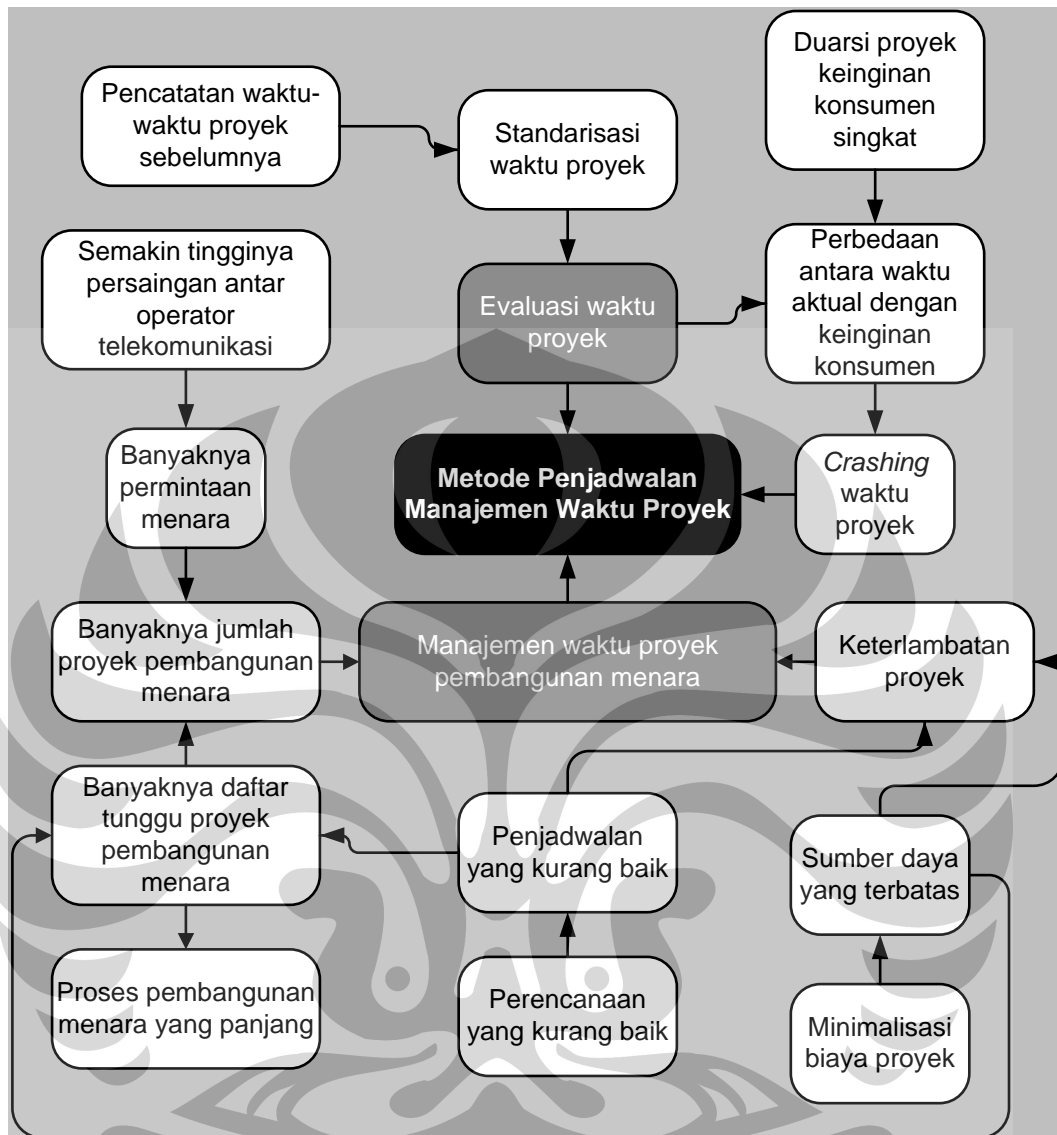 Pencatatan waktu-
waktu proyek
sebelumnya
Standarisasi
waktu proyek
Duarsi proyek
keinginan
konsumen
singkat
Semakin tingginya
persaingan antar
operator
telekomunikasi
Evaluasi waktu
proyek
Perbedaan
antara waktu
aktual dengan
keinginan
konsumen
Banyaknya
permintaan
menara
Metode Penjadwalan
Manajemen Waktu Proyek
Crashing
waktu
proyek
Banyaknya jumlah
proyek pembangunan
menara
Manajemen waktu proyek
pembangunan menara
Keterlambatan
proyek
Banyaknya daftar
tunggu proyek
pembangunan
menara
Penjadwalan
yang kurang baik
Sumber daya
yang terbatas
Proses pembangunan
menara yang panjang
Perencanaan
yang kurang baik
Minimalisasi
biaya proyek